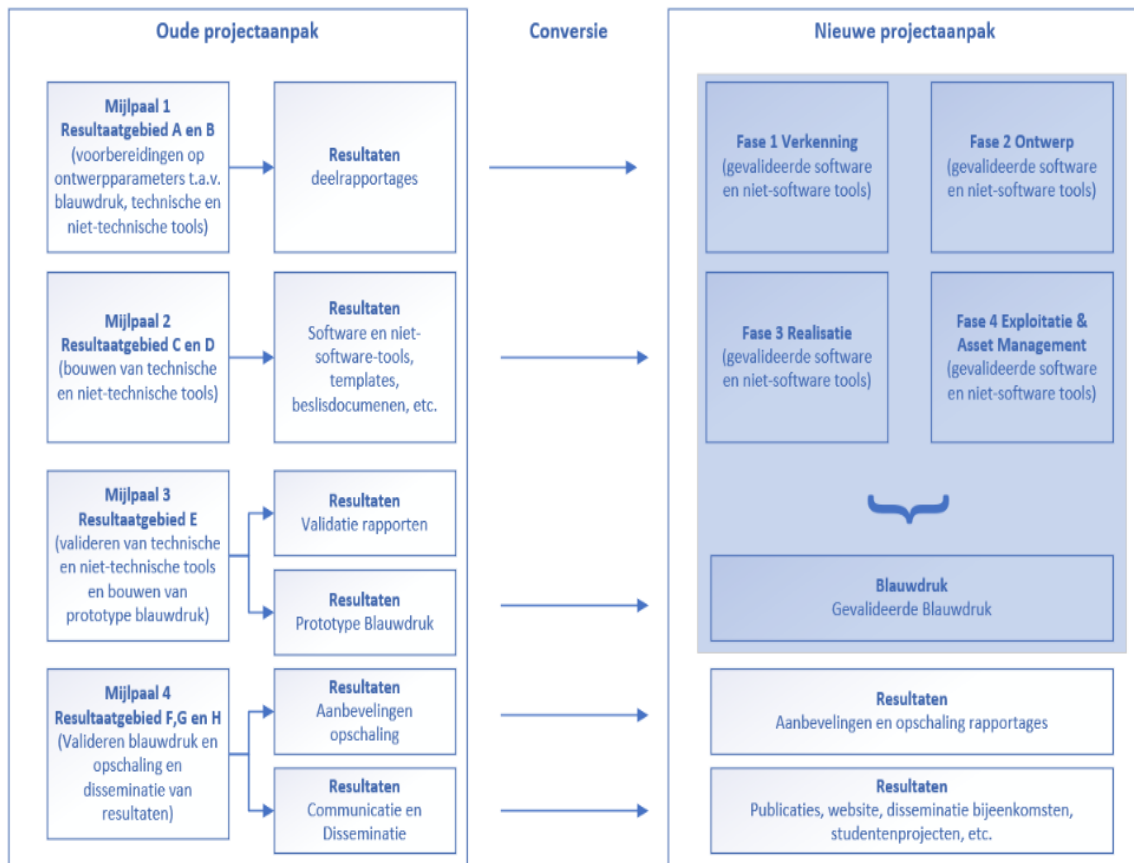 Oude projectaanpak
Conversie
Nieuwe projectaanpak
Mijlpaal 1
Resultaatgebied A en B
(voorbereidingen op
ontwerpparameters t.a.v.
blauwdruk, technische en
niet-technische tools)
Resultaten
deelrapportages
Fase 1 Verkenning
(gevalideerde software
en niet-software tools)
Fase 2 Ontwerp
(gevalideerde software
en niet-software tools)
Mijlpaal 2
Resultaatgebied C en D
(bouwen van technische
en niet-technische tools)
Resultaten
Software en niet-
software-tools,
templates,
beslisdocumenen, etc.
Fase 3 Realisatie
(gevalideerde software
en niet-software tools)
Fase 4 Exploitatie &
Asset Management
(gevalideerde software
en niet-software tools)
Mijlpaal 3
Resultaatgebied E
(valideren van technische
en niet-technische tools
en bouwen van
prototype blauwdruk)
Resultaten
Validatie rapporten
Resultaten
Prototype Blauwdruk
Blauwdruk
Gevalideerde Blauwdruk
Mijlpaal 4
Resultaatgebied F,G en H
(Valideren blauwdruk en
opschaling en
disseminatie van
resultaten)
Resultaten
Aanbevelingen
opschaling
Resultaten
Communicatie en
Disseminatie
Resultaten
Aanbevelingen en opschaling rapportages
Resultaten
Publicaties, website, disseminatie bijeenkomsten,
studentenprojecten, etc.